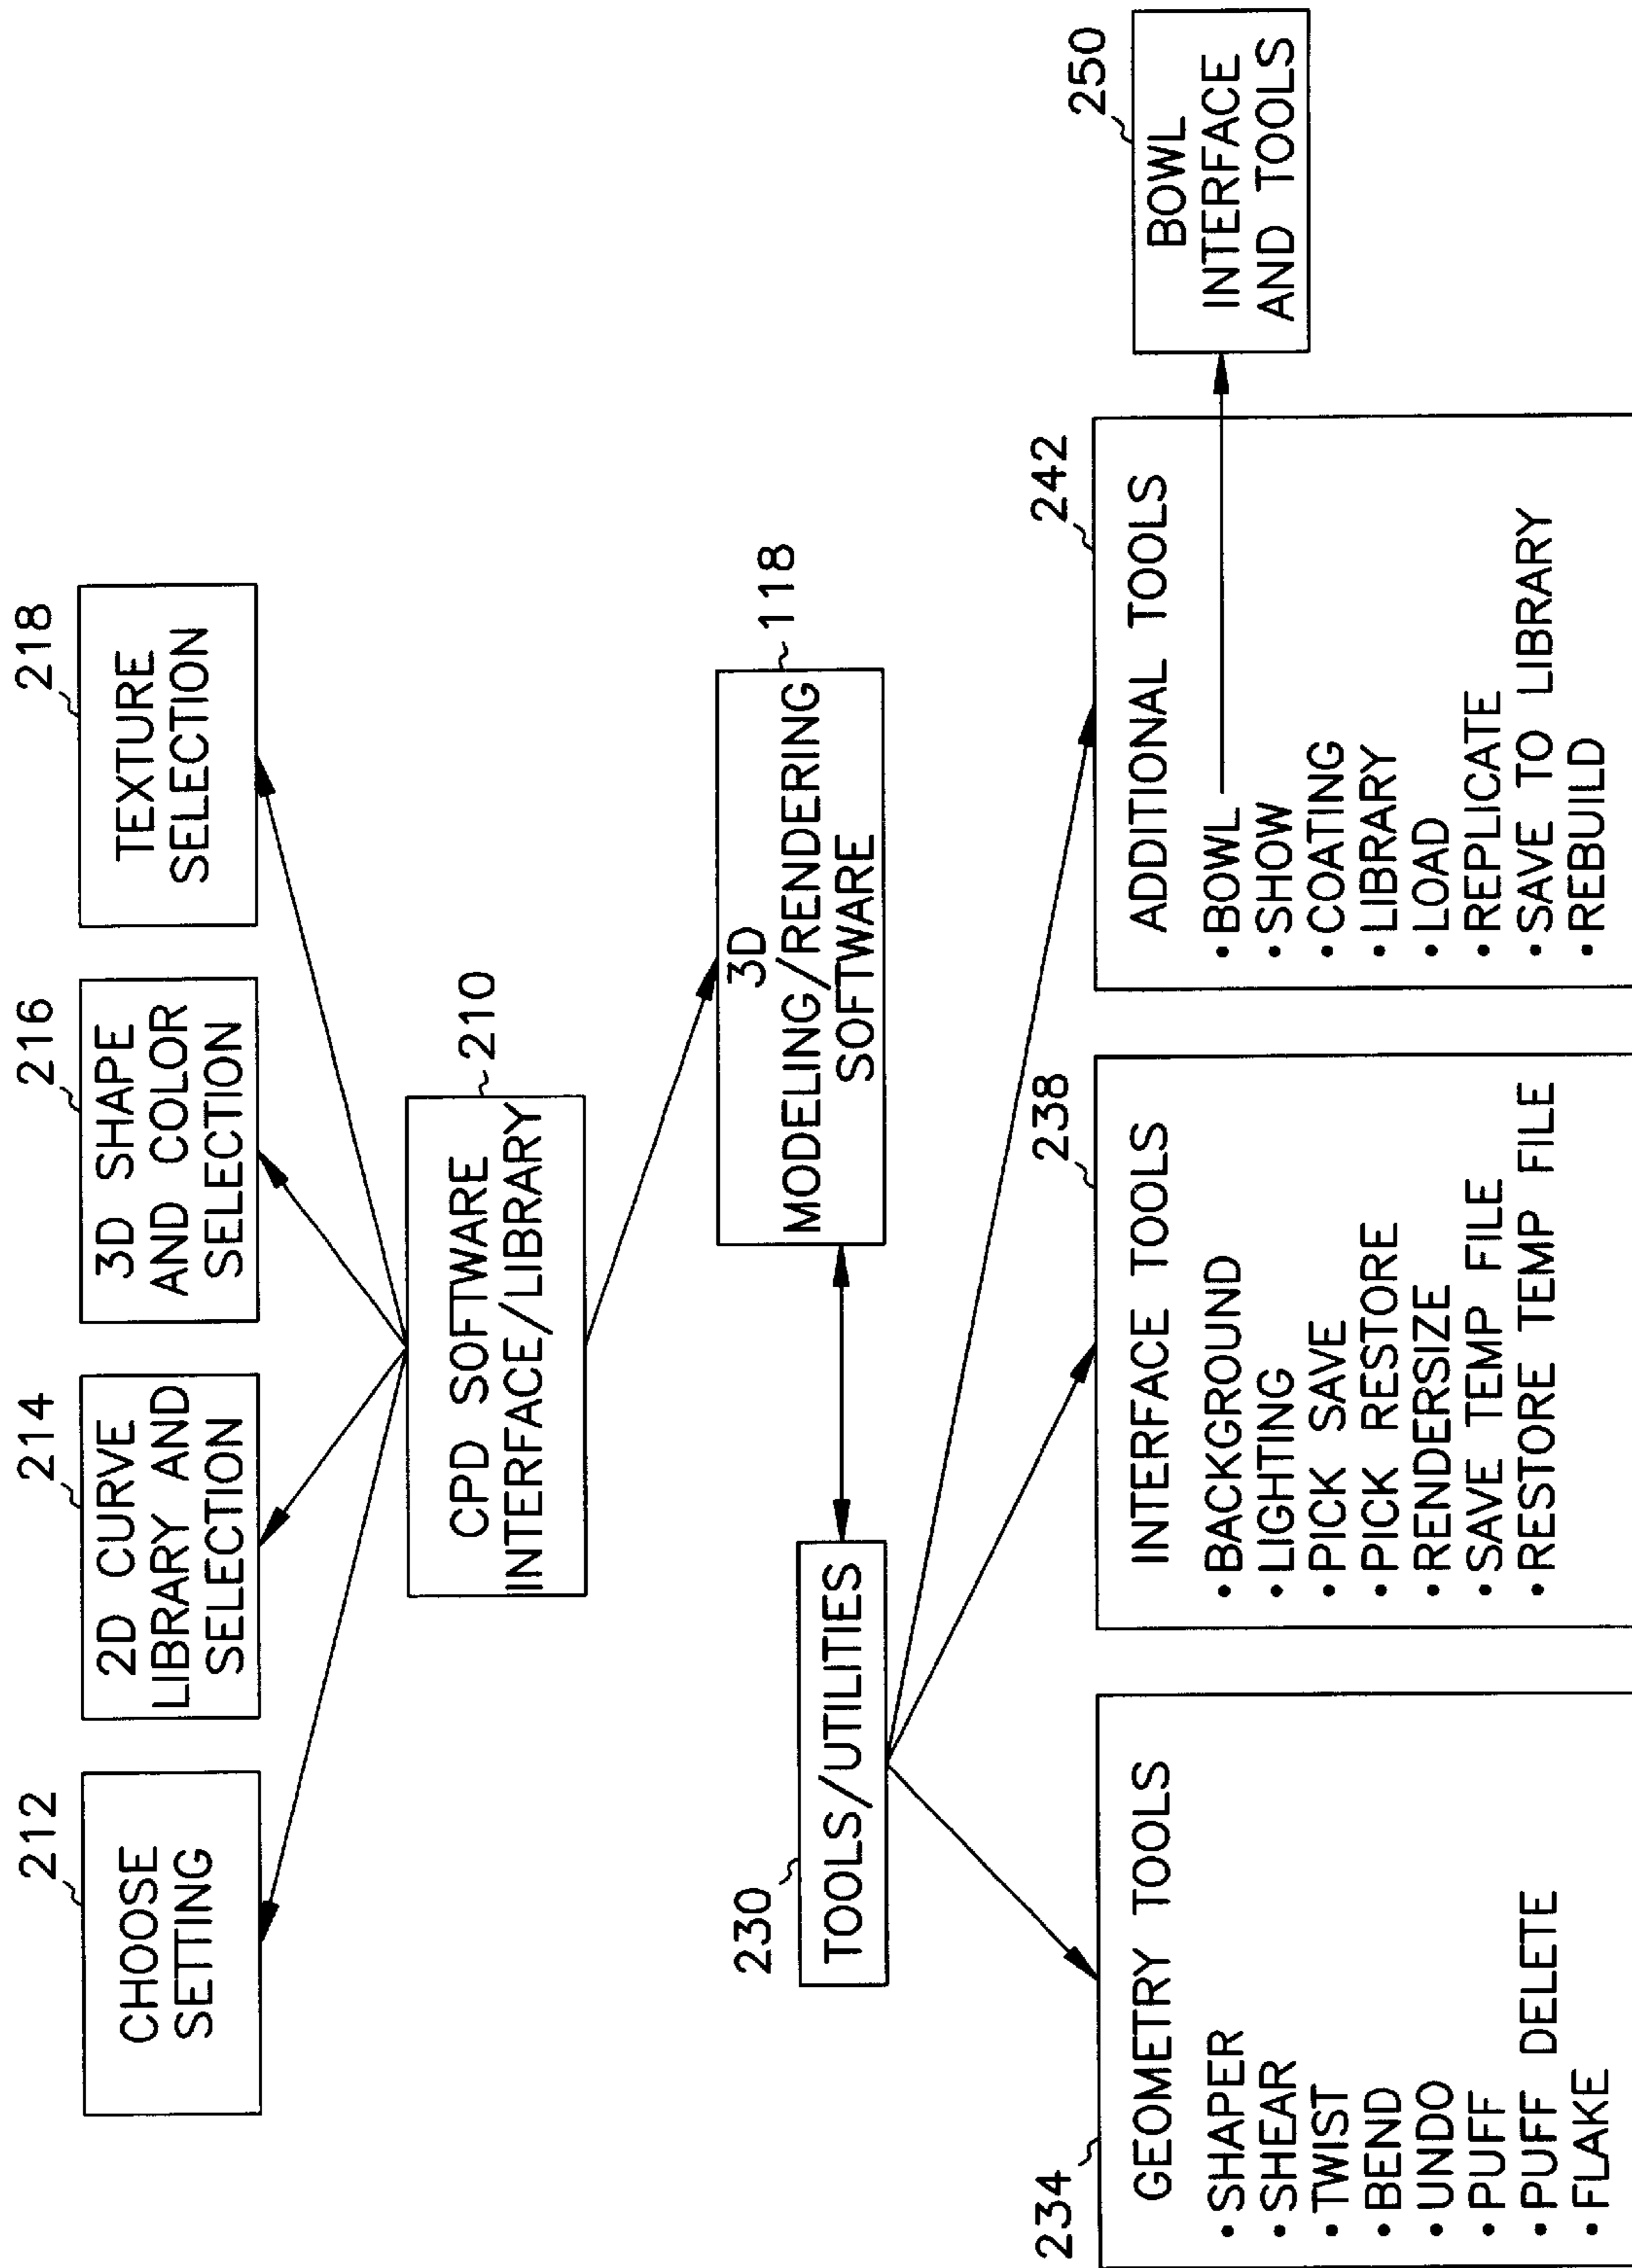 212
CHOOSE
SETTING
214
2D CURVE
LIBRARY AND
SELECTION
216
3D SHAPE
AND COLOR
SELECTION
218
TEXTURE
SELECTION
CPD SOFTWARE
INTERFACE/LIBRARY
210
3D
MODELING/RENDERING
SOFTWARE
118
230
TOOLS/UTILITIES
234
GEOMETRY TOOLS
• SHAPER
• SHEAR
• TWIST
• BEND
• UNDO
• PUFF
• PUFF DELETE
• FLAKE
238
INTERFACE TOOLS
• BACKGROUND
• LIGHTING
• PICK SAVE
• PICK RESTORE
• RENDERSIZE
• SAVE TEMP FILE
• RESTORE TEMP FILE
242
ADDITIONAL TOOLS
• BOWL
• SHOW
• COATING
• LIBRARY
• LOAD
• REPLICATE
• SAVE TO LIBRARY
• REBUILD
250
BOWL
INTERFACE
AND TOOLS